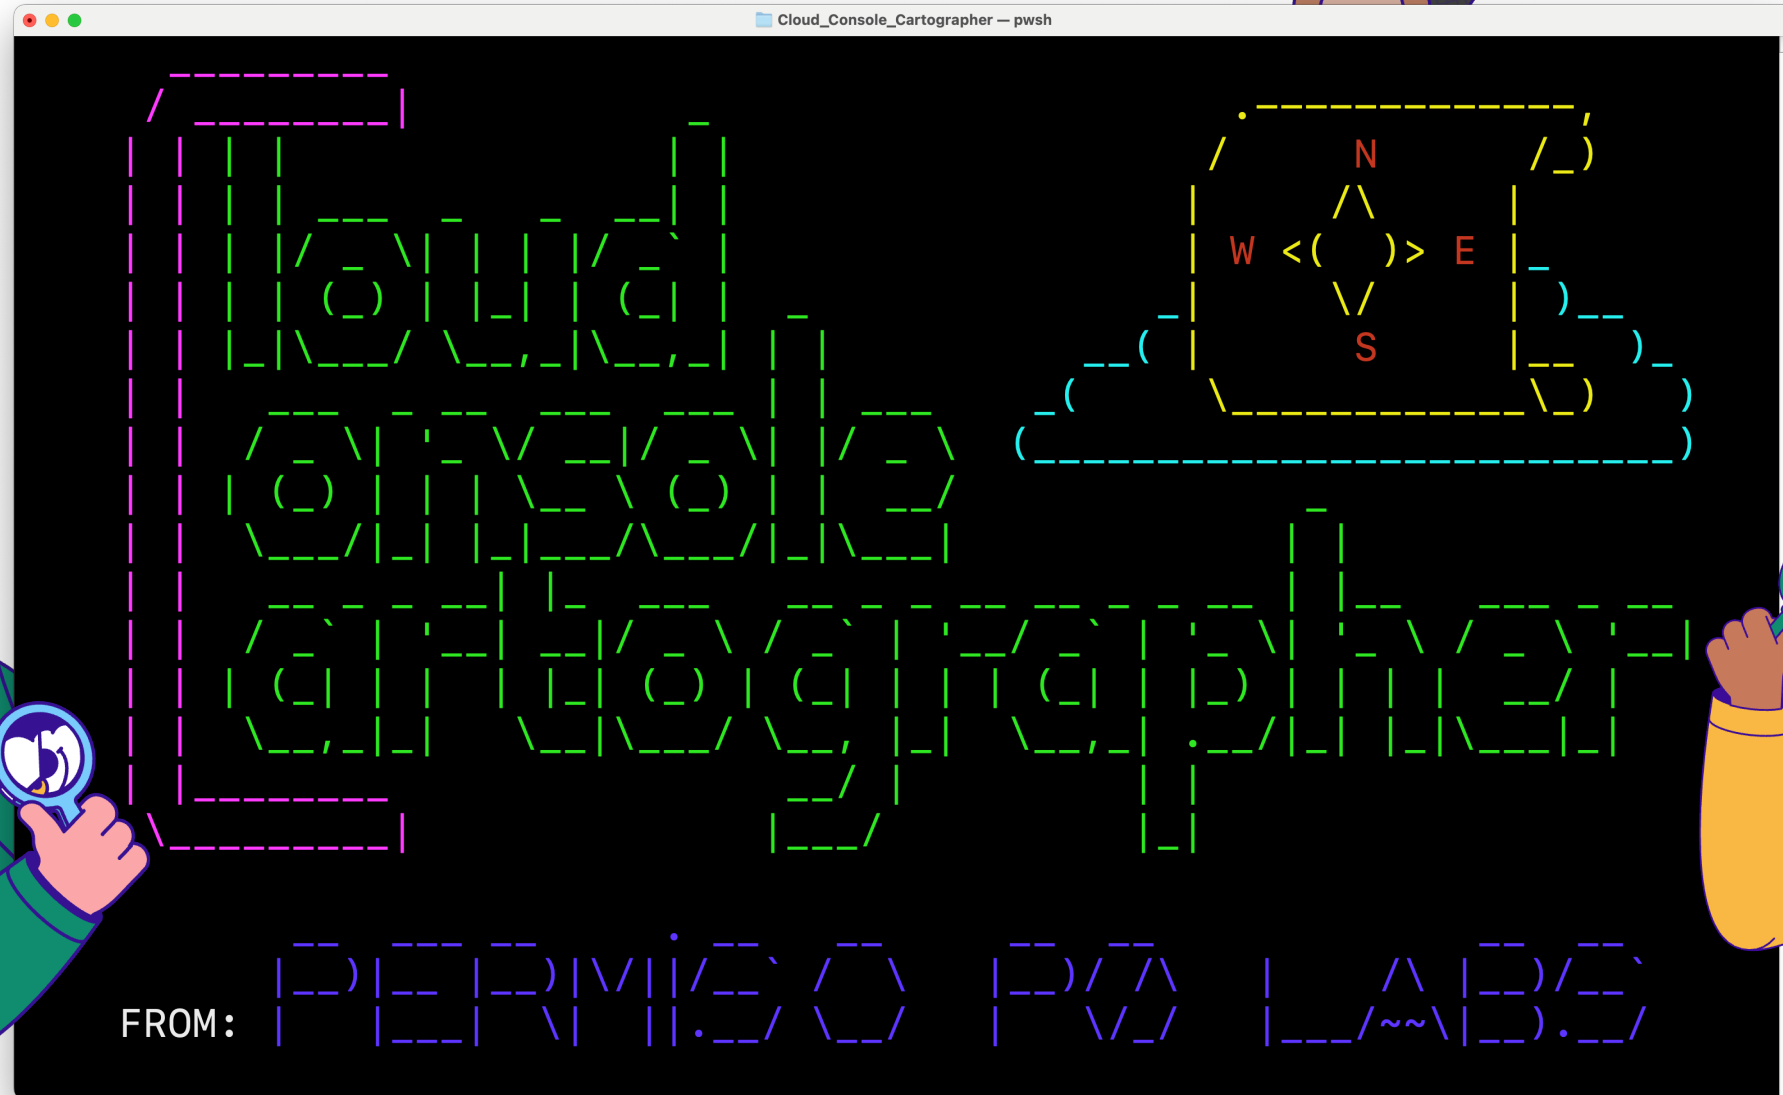 Cloud_Console_Cartographer — pwsh
Cloud
Console
Cartographer
N
W E
S
FROM: PERMISO P0 LABS